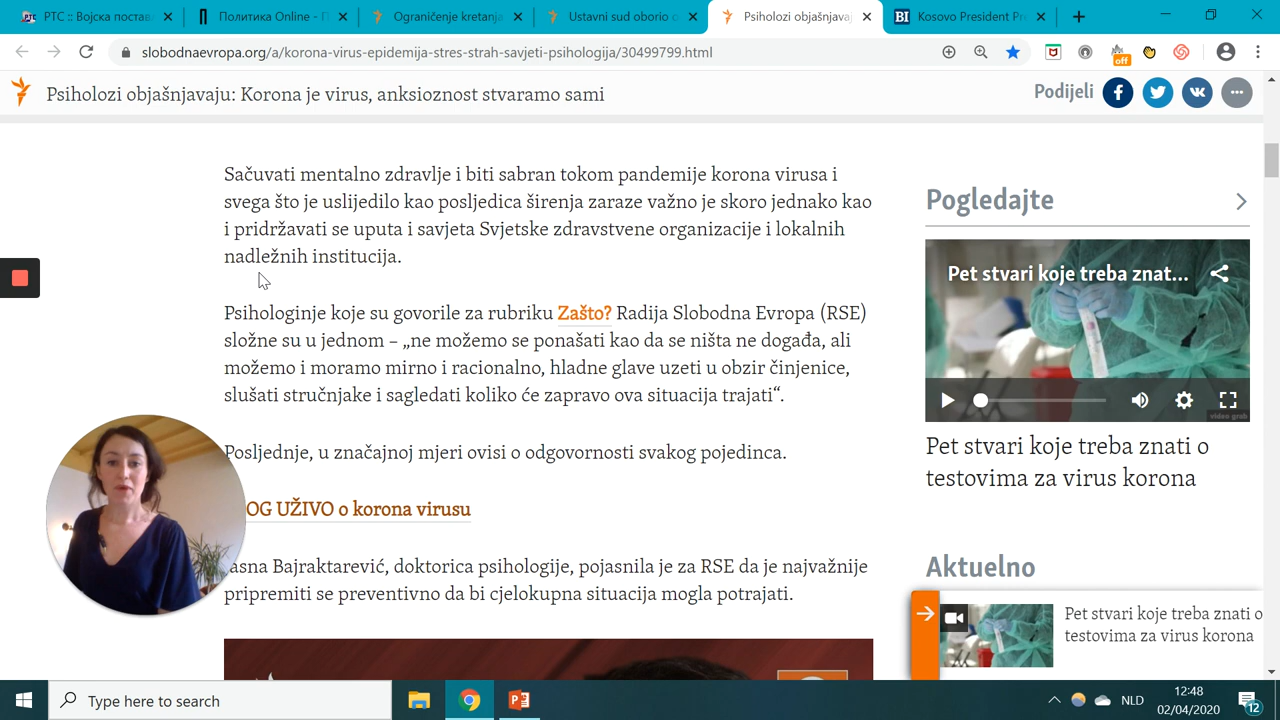 РТС :: Војска постав
Политика Online - П
Ograničenje kretanja
Ustavni sud oborio o
Psiholozi objašnjavaj
Kosovo President Pr
slobodnaevropa.org/a/korona-virus-epidemija-stres-strah-savjeti-psihologija/30499799.html
off
Psiholozi objašnjavaju: Korona je virus, anksioznost stvaramo sami
Podijeli
Sačuvati mentalno zdravlje i biti sabran tokom pandemije korona virusa i
svega što je uslijedilo kao posljedica širenja zaraze važno je skoro jednako kao
i pridržavati se uputa i savjeta Svjetske zdravstvene organizacije i lokalnih
nadležnih institucija.
Psihologinje koje su govorile za rubriku Zašto? Radija Slobodna Evropa (RSE)
složne su u jednom – „ne možemo se ponašati kao da se ništa ne događa, ali
možemo i moramo mirno i racionalno, hladne glave uzeti u obzir činjenice,
slušati stručnjake i sagledati koliko će zapravo ova situacija trajati“.
Posljednje, u značajnoj mjeri ovisi o odgovornosti svakog pojedinca.
OG UŽIVO o korona virusu
asna Bajraktarević, doktorica psihologije, pojasnila je za RSE da je najvažnije
pripremiti se preventivno da bi cjelokupna situacija mogla potrajati.
Pogledajte
Pet stvari koje treba znat...
video grab
Pet stvari koje treba znati o
testovima za virus korona
Aktuelno
Pet stvari koje treba znati o
testovima za virus korona
Type here to search
NLD
12:48
02/04/2020
12